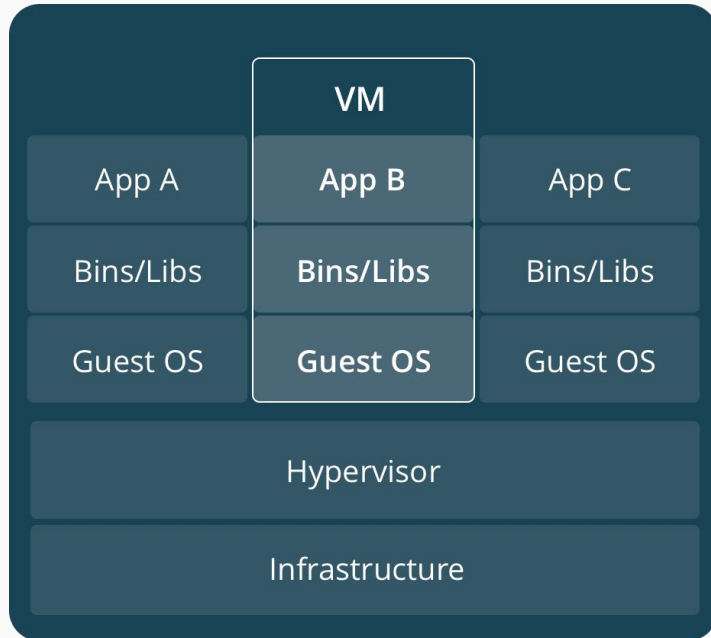 VM
App A
App B
App C
Bins/Libs
Bins/Libs
Bins/Libs
Guest OS
Guest OS
Guest OS
Hypervisor
Infrastructure